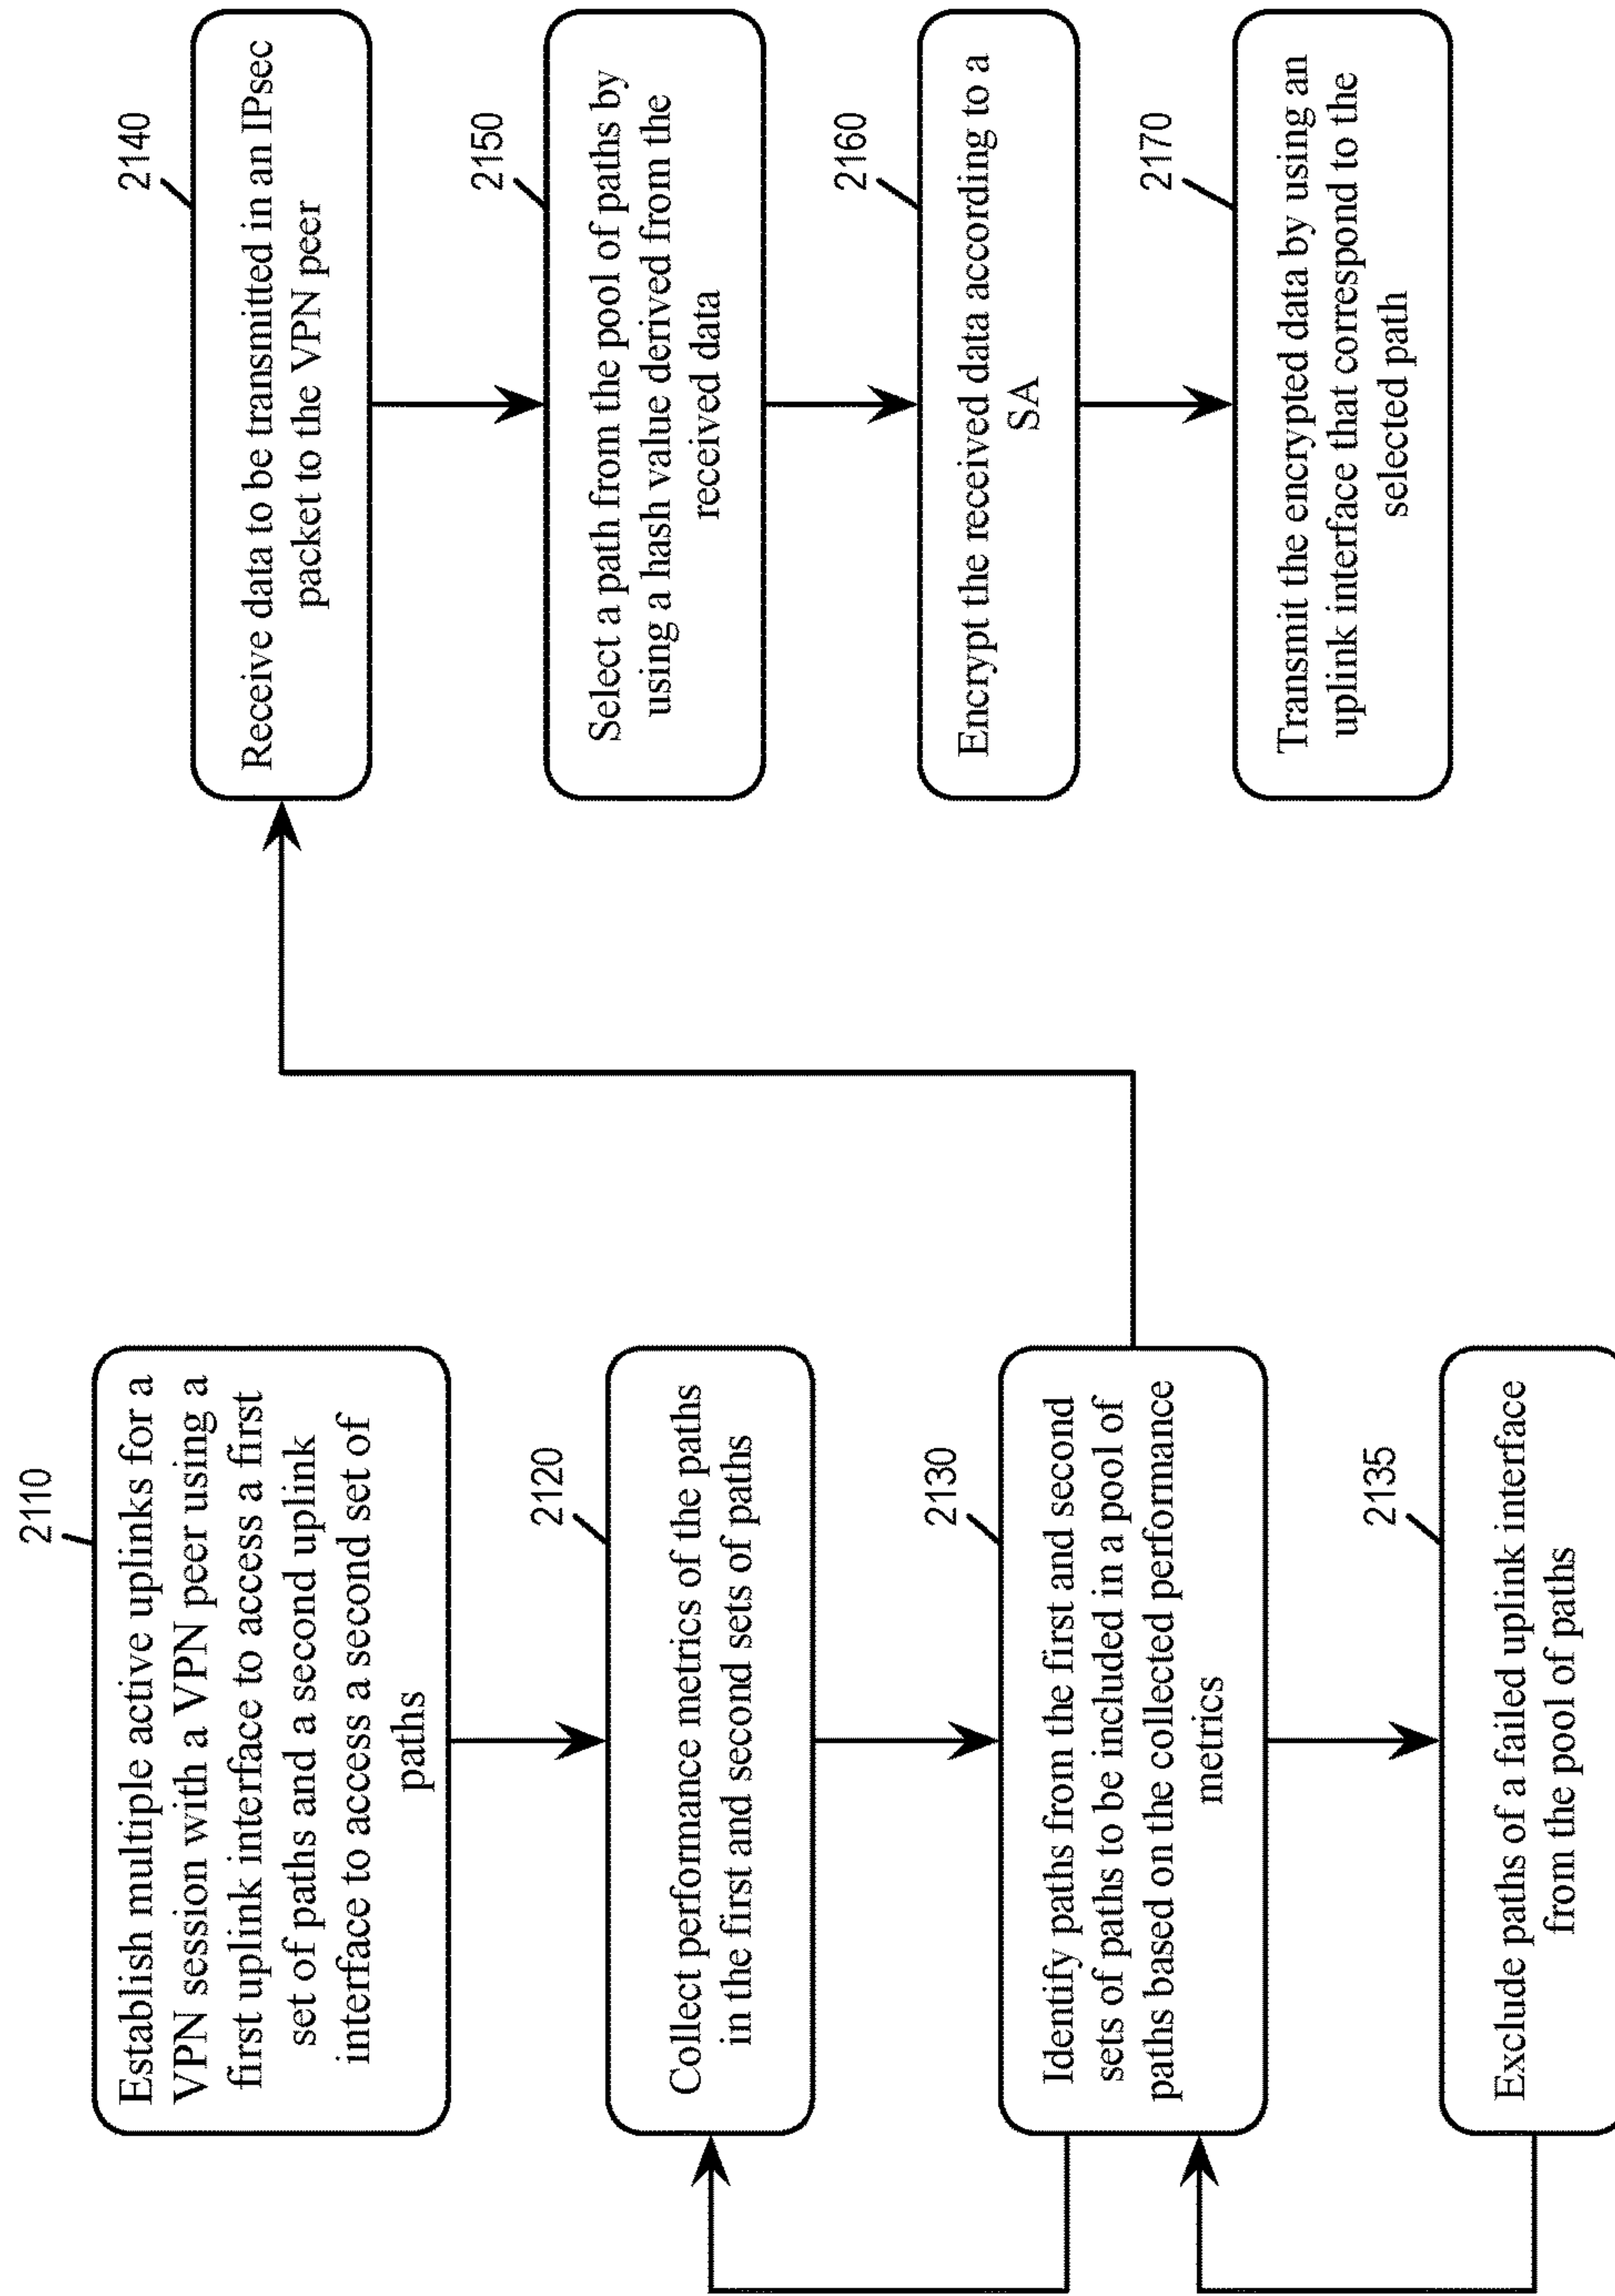 2110
Establish multiple active uplinks for a
VPN session with a VPN peer using a
first uplink interface to access a first
set of paths and a second uplink
interface to access a second set of
paths
2120
Collect performance metrics of the paths
in the first and second sets of paths
2130
Identify paths from the first and second
sets of paths to be included in a pool of
paths based on the collected performance
metrics
2135
Exclude paths of a failed uplink interface
from the pool of paths
2140
Receive data to be transmitted in an IPsec
packet to the VPN peer
2150
Select a path from the pool of paths by
using a hash value derived from the
received data
2160
Encrypt the received data according to a
SA
2170
Transmit the encrypted data by using an
uplink interface that correspond to the
selected path